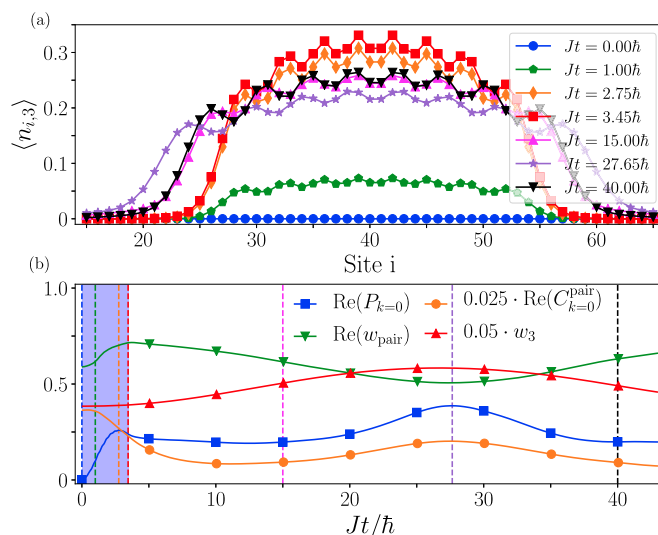 (a)
⟨n_{i,3}⟩
0.3
0.2
0.1
0
20 30 40 50 60
Site i
Jt = 0.00ħ
Jt = 1.00ħ
Jt = 2.75ħ
Jt = 3.45ħ
Jt = 15.00ħ
Jt = 27.65ħ
Jt = 40.00ħ
(b)
1.0
0.5
0
Re(P_{k=0}) 0.025 · Re(C^{pair}_{k=0})
Re(w_{pair}) 0.05 · w_3
0 10 20 30 40
Jt/ħ